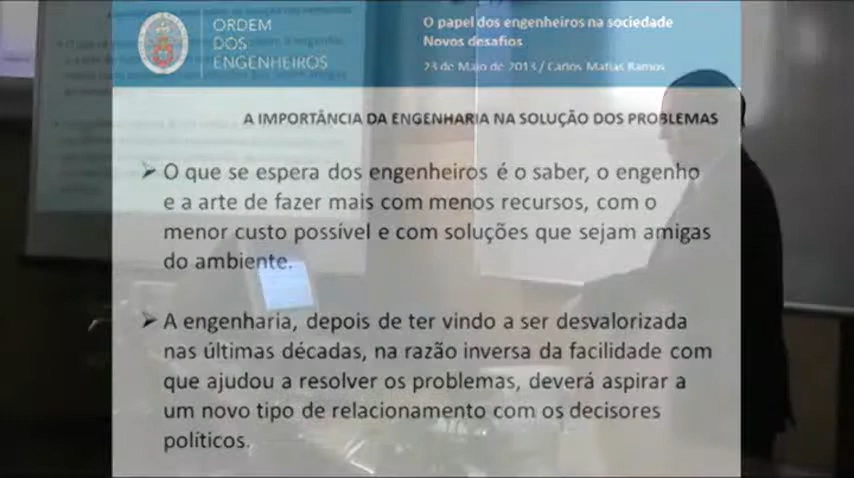 ORDEM
DOS
ENGENHEIROS
O papel dos engenheiros na sociedade
Novos desafios
23 de Maio de 2013 / Carlos Matias Ramos
A IMPORTÂNCIA DA ENGENHARIA NA SOLUÇÃO DOS PROBLEMAS
➢ O que se espera dos engenheiros é o saber, o engenho
e a arte de fazer mais com menos recursos, com o
menor custo possível e com soluções que sejam amigas
do ambiente.
➢ A engenharia, depois de ter vindo a ser desvalorizada
nas últimas décadas, na razão inversa da facilidade com
que ajudou a resolver os problemas, deverá aspirar a
um novo tipo de relacionamento com os decisores
políticos.